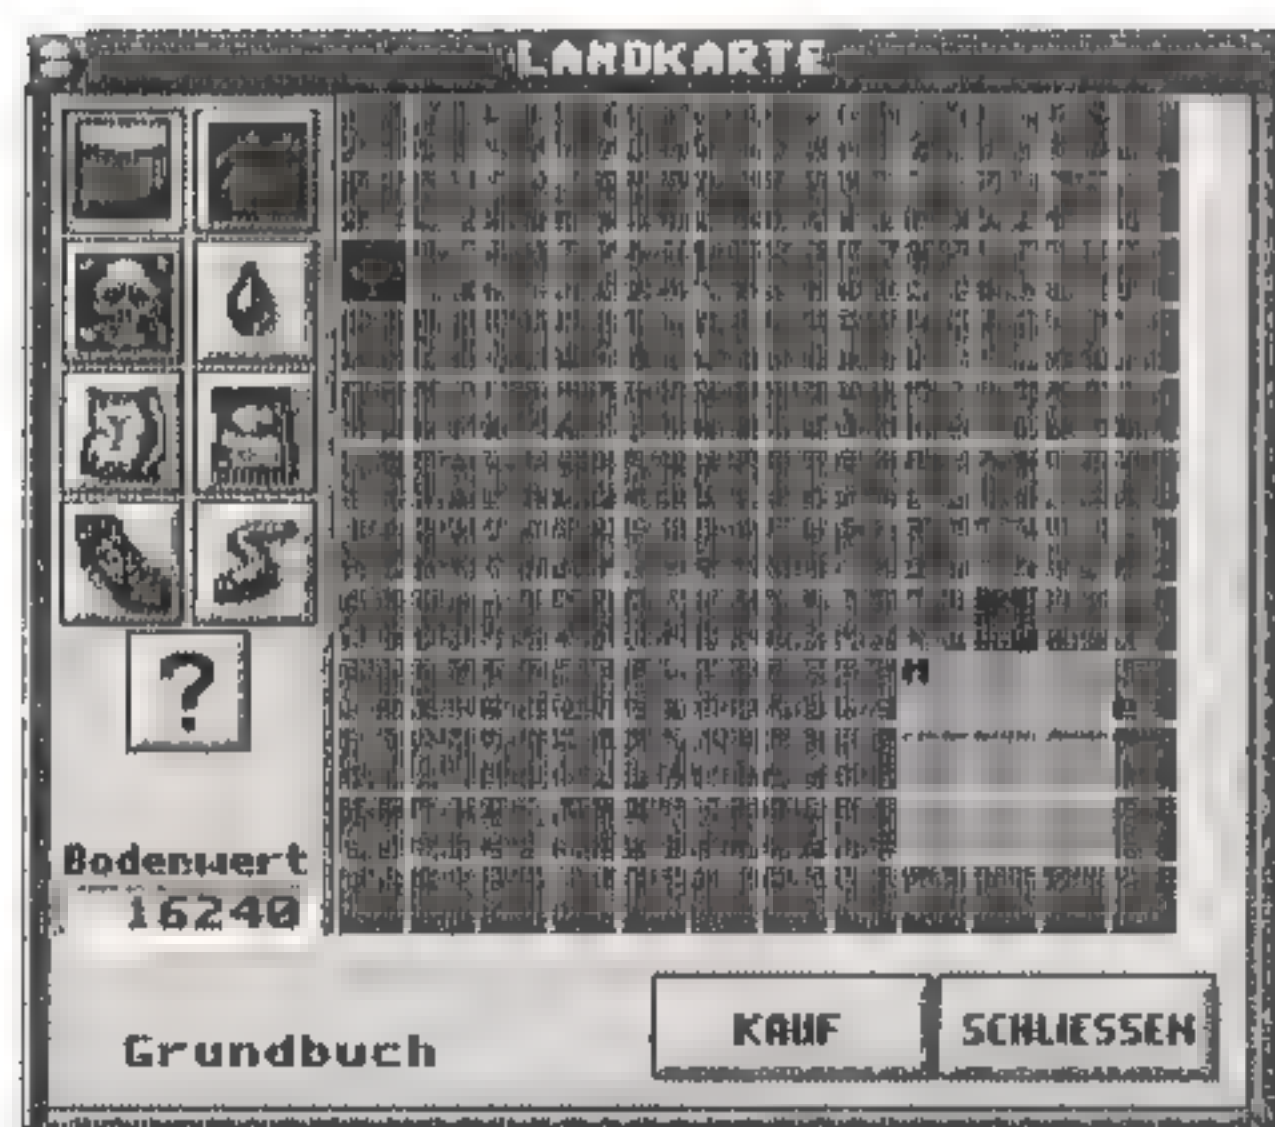 LANDKARTE
?
M
Bodenwert
16240
Grundbuch
KAUF
SCHLIESSEN